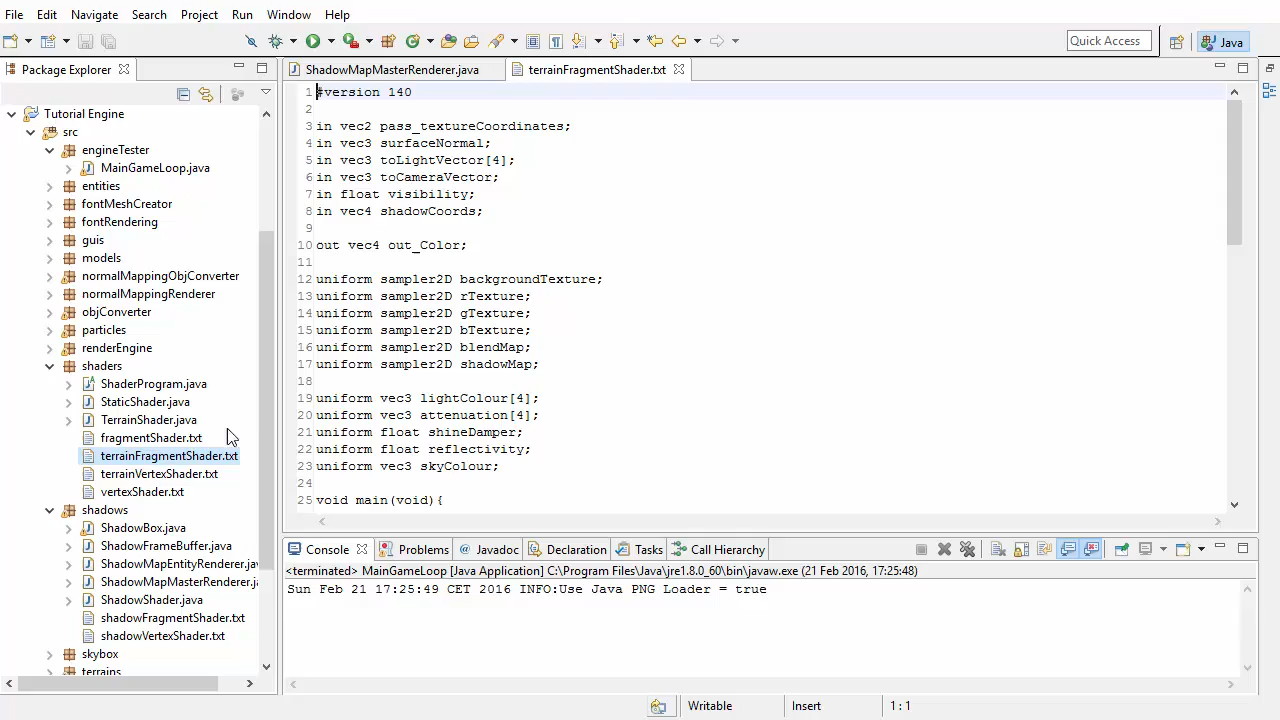 File Edit Navigate Search Project Run Window Help
Quick Access
Java
Package Explorer
ShadowMapMasterRenderer.java
terrainFragmentShader.txt
Tutorial Engine
src
engineTester
MainGameLoop.java
entities
fontMeshCreator
fontRendering
guis
models
normalMappingObjConverter
normalMappingRenderer
objConverter
particles
renderEngine
shaders
ShaderProgram.java
StaticShader.java
TerrainShader.java
fragmentShader.txt
terrainFragmentShader.txt
terrainVertexShader.txt
vertexShader.txt
shadows
ShadowBox.java
ShadowFrameBuffer.java
ShadowMapEntityRenderer.jav
ShadowMapMasterRenderer.j
ShadowShader.java
shadowFragmentShader.txt
shadowVertexShader.txt
skybox
terrains
1 #version 140
2
3 in vec2 pass_textureCoordinates;
4 in vec3 surfaceNormal;
5 in vec3 toLightVector[4];
6 in vec3 toCameraVector;
7 in float visibility;
8 in vec4 shadowCoords;
9
10 out vec4 out_Color;
11
12 uniform sampler2D backgroundTexture;
13 uniform sampler2D rTexture;
14 uniform sampler2D gTexture;
15 uniform sampler2D bTexture;
16 uniform sampler2D blendMap;
17 uniform sampler2D shadowMap;
18
19 uniform vec3 lightColour[4];
20 uniform vec3 attenuation[4];
21 uniform float shineDamper;
22 uniform float reflectivity;
23 uniform vec3 skyColour;
24
25 void main(void){
Console Problems Javadoc Declaration Tasks Call Hierarchy
<terminated> MainGameLoop [Java Application] C:\Program Files\Java\jre1.8.0_60\bin\javaw.exe (21 Feb 2016, 17:25:48)
Sun Feb 21 17:25:49 CET 2016 INFO:Use Java PNG Loader = true
Writable Insert 1 : 1